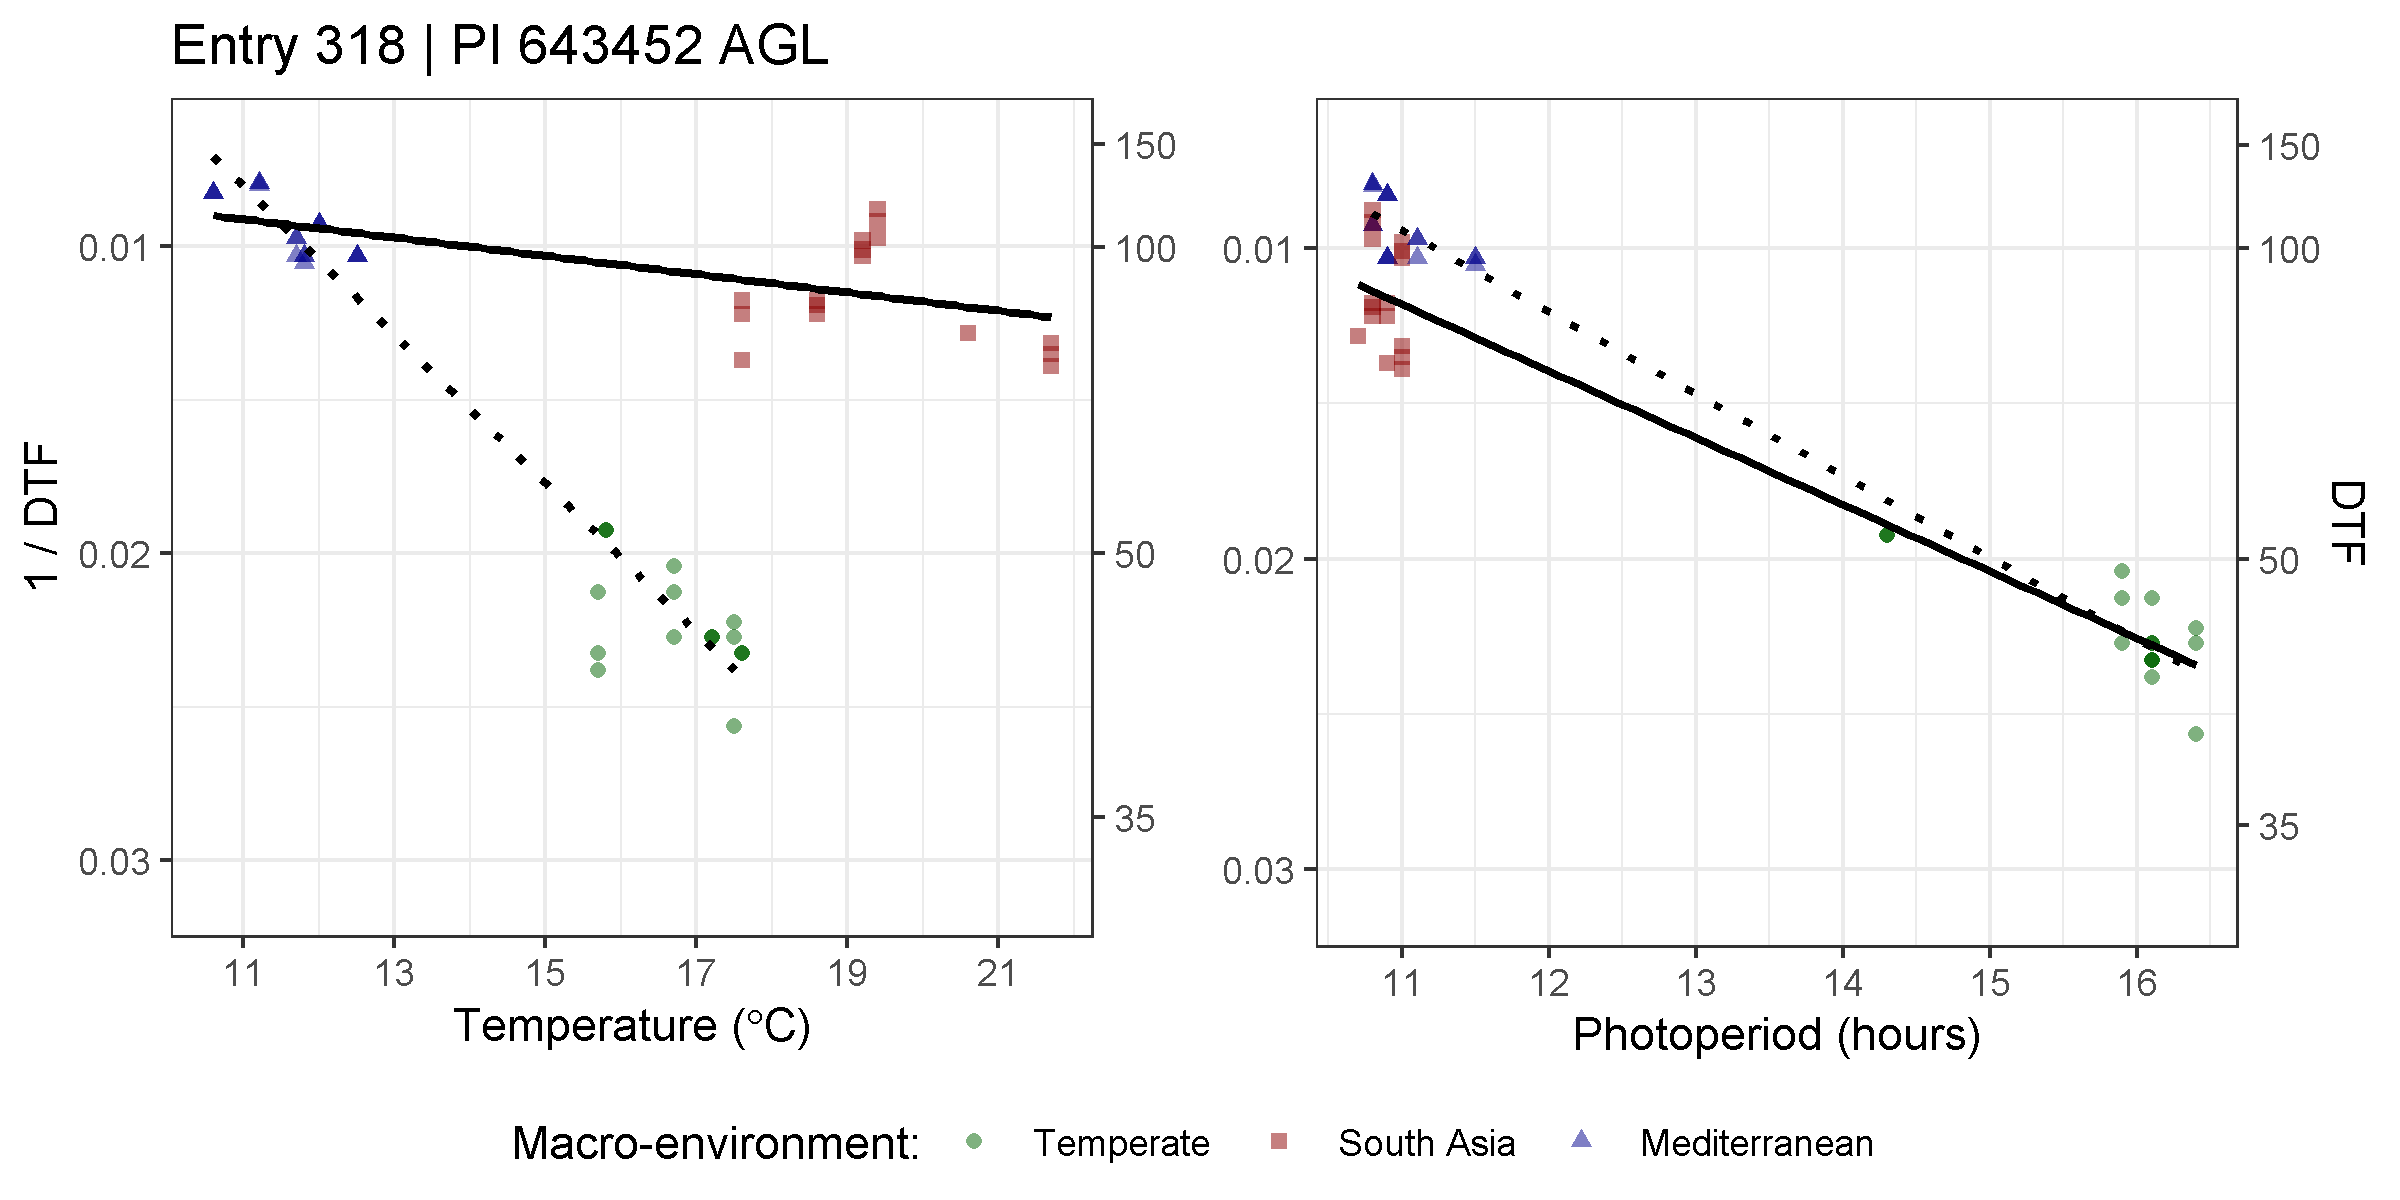 Entry 318 | PI 643452 AGL
1 / DTF
0.01
0.02
0.03
150
100
50
35
11 13 15 17 19 21
Temperature (°C)
0.01
0.02
0.03
150
100
50
35
DTF
11 12 13 14 15 16
Photoperiod (hours)
Macro-environment: Temperate South Asia Mediterranean